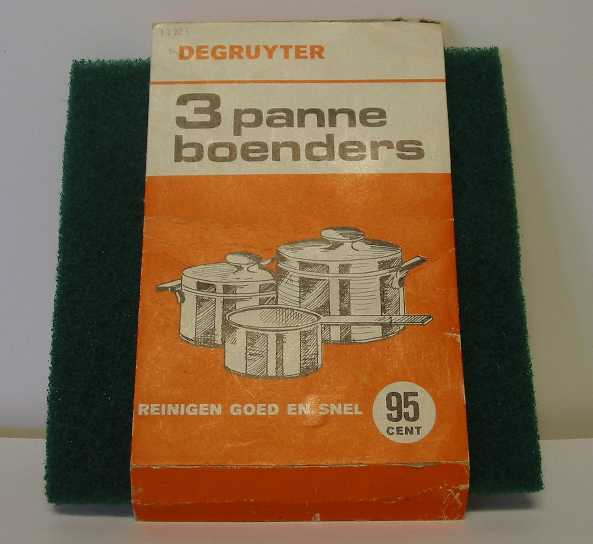 DEGRUYTER
3 panne
boenders
REINIGEN GOED EN SNEL
95
CENT